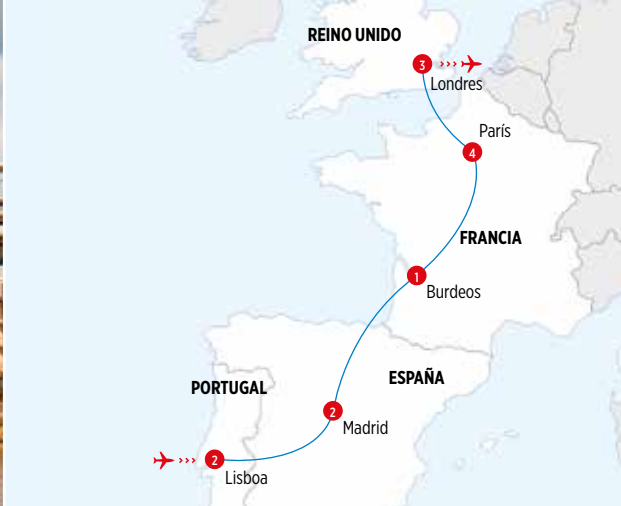 REINO UNIDO
3
Londres
París
4
FRANCIA
1
Burdeos
ESPAÑA
PORTUGAL
2
Madrid
2
Lisboa